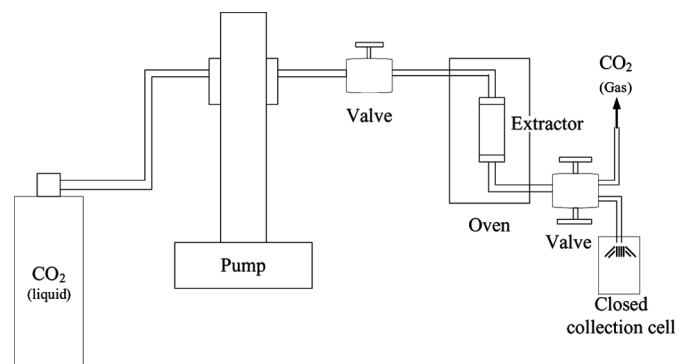 CO₂
(Gas)
Valve
Extractor
Oven
Valve
Pump
CO₂
(liquid)
Closed
collection cell